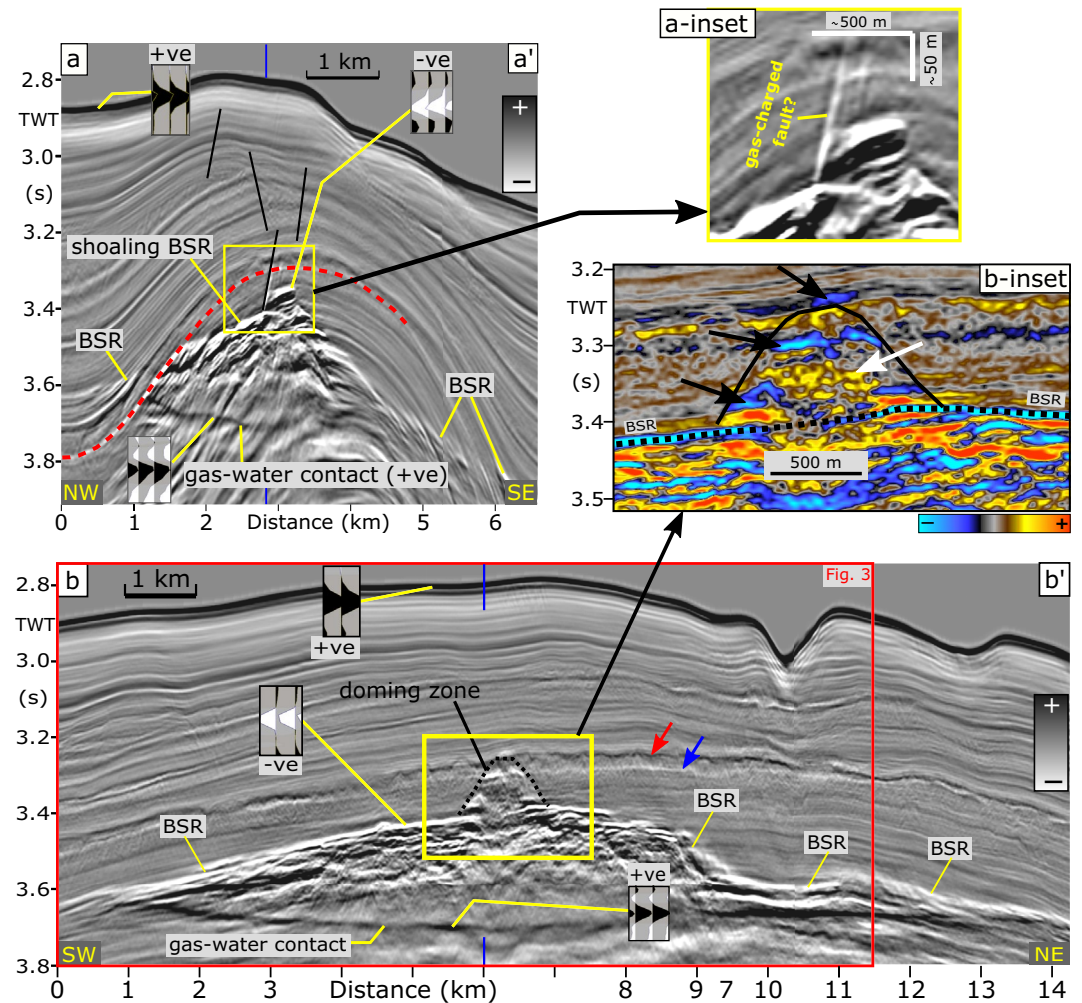 a
+ve
1 km
-ve
a'
2.8
TWT
3.0
(s)
3.2
3.4
3.6
3.8
+
−
shoaling BSR
BSR
BSR
gas-water contact (+ve)
NW
SE
0
1
2
3
4
5
6
Distance (km)
a-inset
~500 m
~50 m
gas-charged
fault?
b-inset
3.2
TWT
3.3
(s)
3.4
3.5
BSR
BSR
500 m
−
+
b
1 km
+ve
Fig. 3
b'
2.8
TWT
3.0
(s)
3.2
3.4
3.6
3.8
+
−
doming zone
-ve
BSR
BSR
BSR
BSR
+ve
gas-water contact
SW
NE
0
1
2
3
4
Distance (km)
8
9
7
10
11
12
13
14